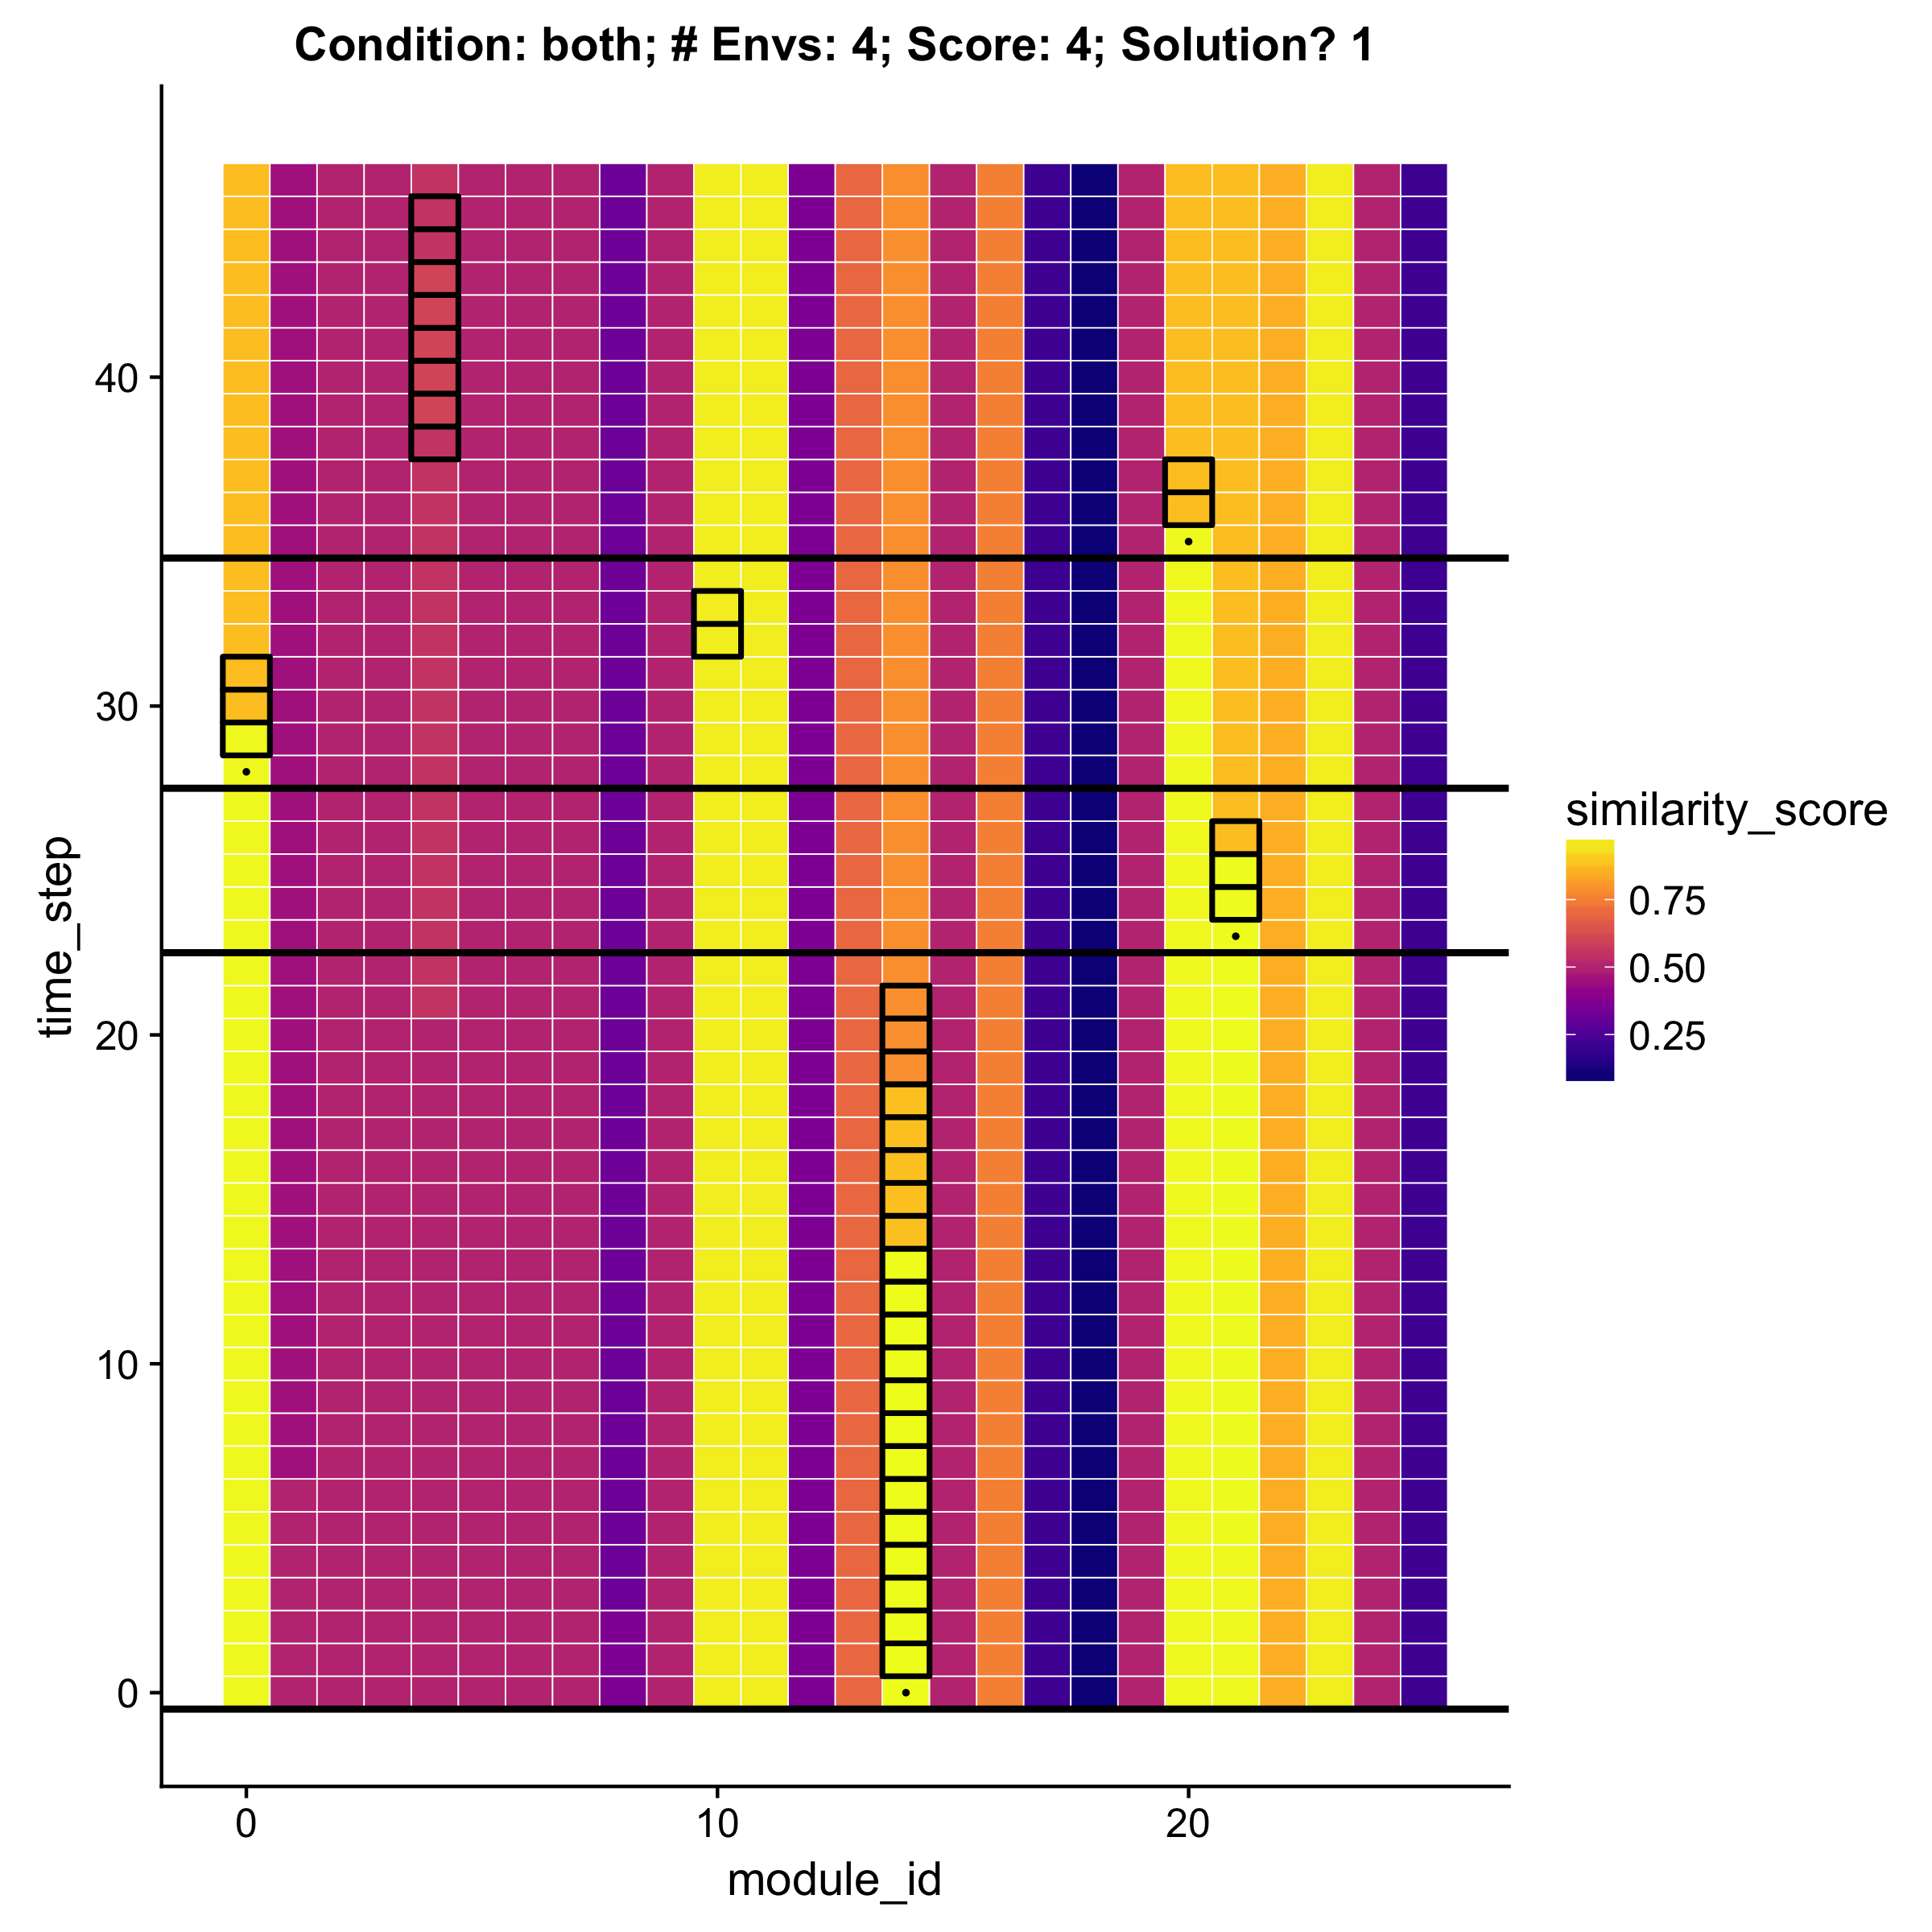 Condition: both; # Envs: 4; Score: 4; Solution? 1
time_step
40
30
20
10
0
0
10
20
module_id
similarity_score
0.75
0.50
0.25